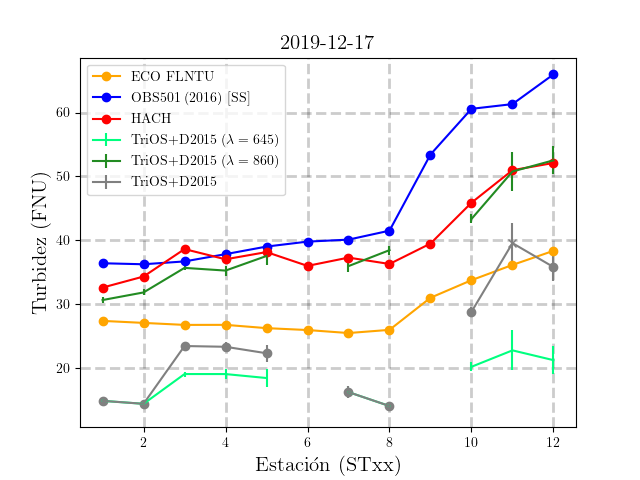 2019-12-17
ECO FLNTU
OBS501 (2016) [SS]
HACH
TriOS+D2015 (λ = 645)
TriOS+D2015 (λ = 860)
TriOS+D2015
Turbidez (FNU)
60
50
40
30
20
2 4 6 8 10 12
Estación (STxx)